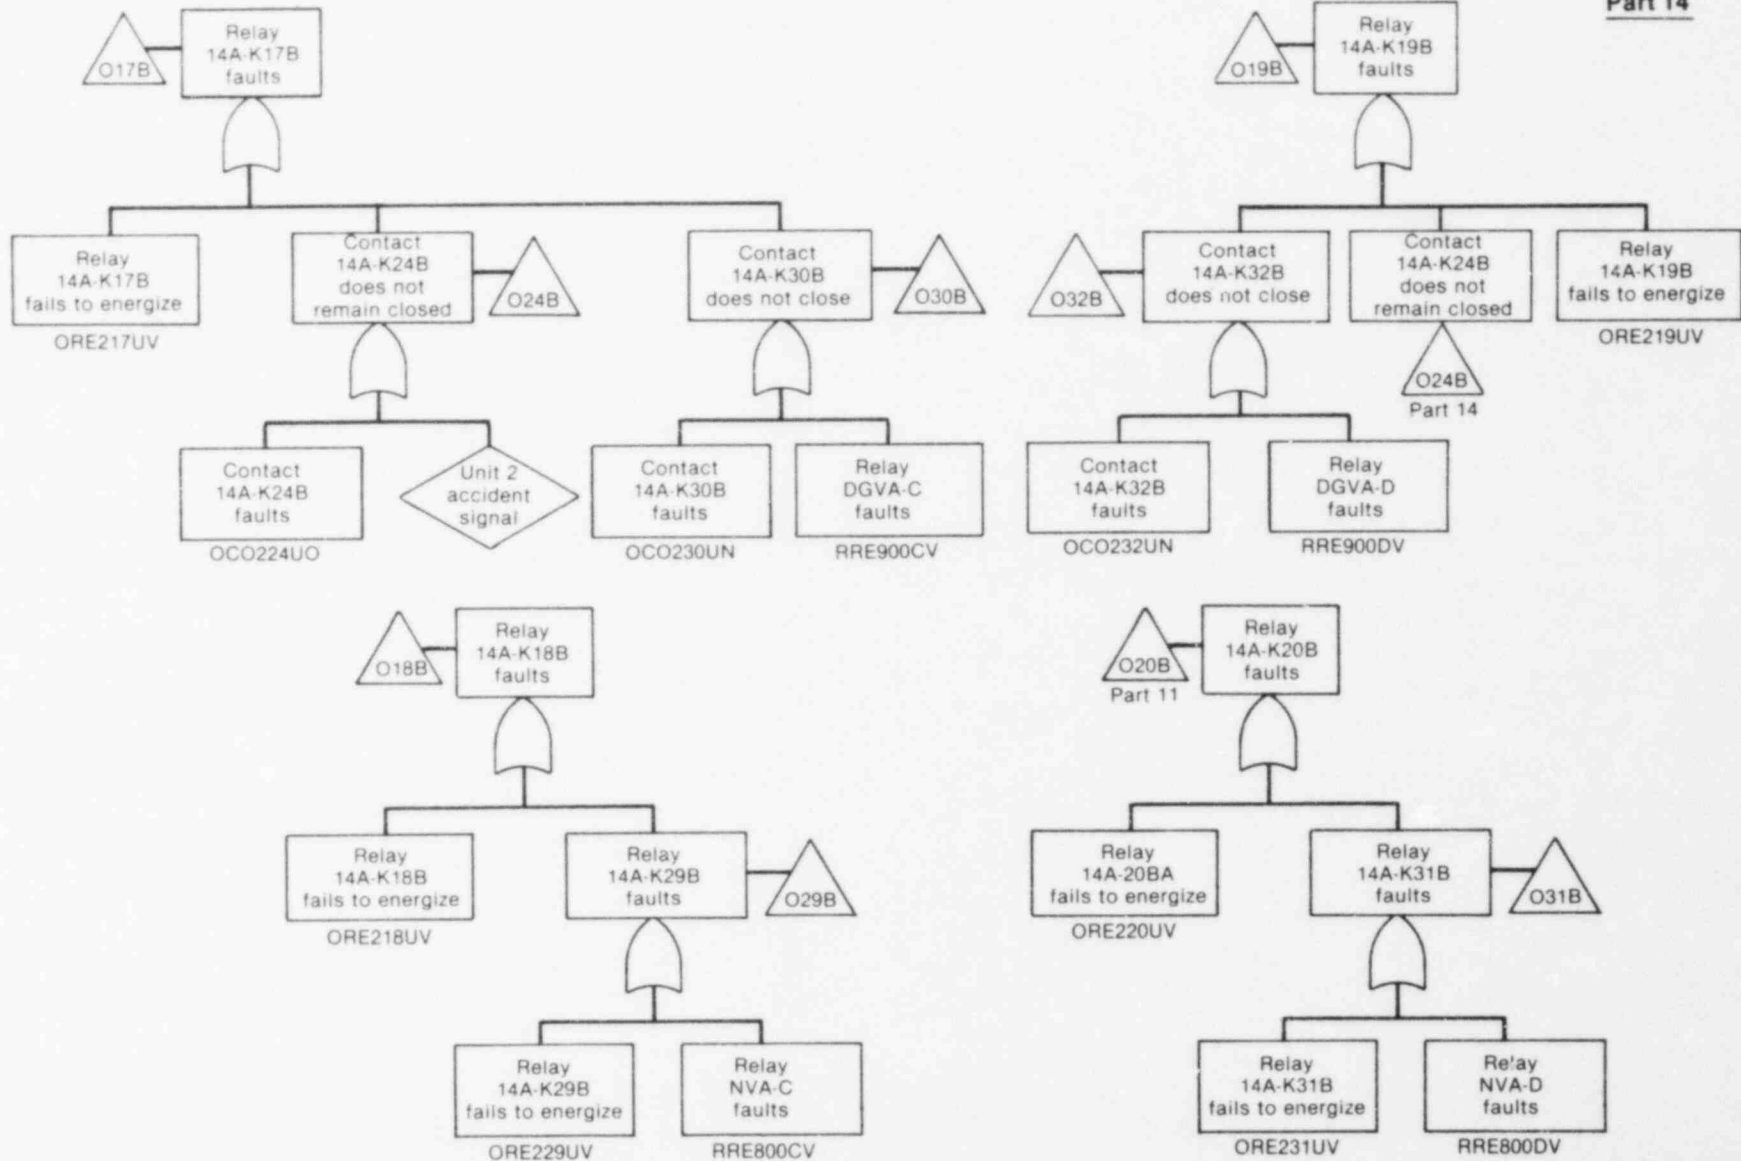 Part 14
O17B
Relay
14A-K17B
faults
Relay
14A-K17B
fails to energize
ORE217UV
Contact
14A-K24B
does not
remain closed
O24B
Contact
14A-K30B
does not close
O30B
Contact
14A-K24B
faults
OCO224UO
Unit 2
accident
signal
Contact
14A-K30B
faults
OCO230UN
Relay
DGVA-C
faults
RRE900CV
O19B
Relay
14A-K19B
faults
O32B
Contact
14A-K32B
does not close
Contact
14A-K24B
does not
remain closed
O24B
Part 14
Relay
14A-K19B
fails to energize
ORE219UV
Contact
14A-K32B
faults
OCO232UN
Relay
DGVA-D
faults
RRE900DV
O18B
Relay
14A-K18B
faults
Relay
14A-K18B
fails to energize
ORE218UV
Relay
14A-K29B
faults
O29B
Relay
14A-K29B
fails to energize
ORE229UV
Relay
NVA-C
faults
RRE800CV
O20B
Part 11
Relay
14A-K20B
faults
Relay
14A-20BA
fails to energize
ORE220UV
Relay
14A-K31B
faults
O31B
Relay
14A-K31B
fails to energize
ORE231UV
Relay
NVA-D
faults
RRE800DV